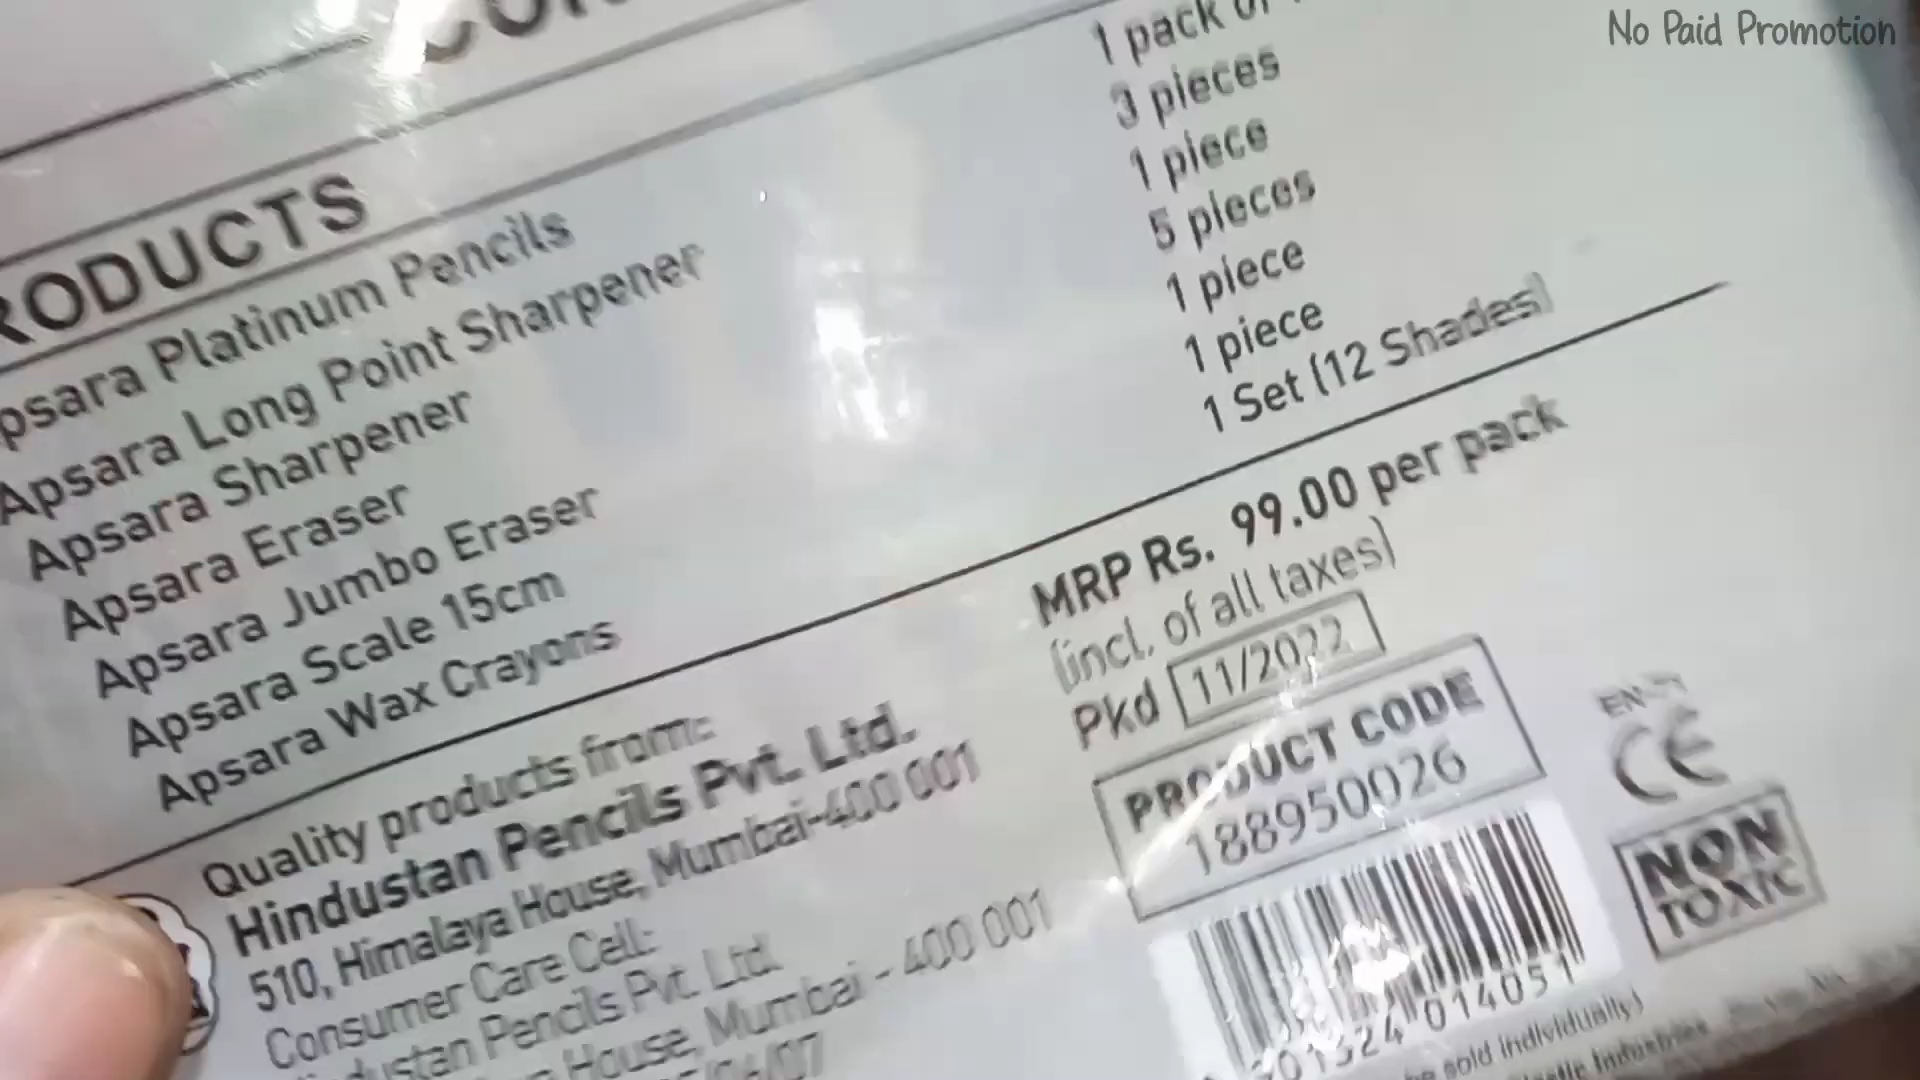 No Paid Promotion
RODUCTS
psara Platinum Pencils
1 pack
Apsara Long Point Sharpener
3 pieces
Apsara Sharpener
1 piece
Apsara Eraser
5 pieces
Apsara Jumbo Eraser
1 piece
Apsara Scale 15cm
1 piece
Apsara Wax Crayons
1 Set (12 Shades)
MRP Rs. 99.00 per pack
(incl. of all taxes)
Pkd 11/2022
PRODUCT CODE
188950026
Quality products from:
Hindustan Pencils Pvt. Ltd.
510, Himalaya House, Mumbai-400 001
Consumer Care Cell:
dustan Pencils Pvt. Ltd.
House, Mumbai - 400 001
CE
NON
TOXIC
014051
sold individually)